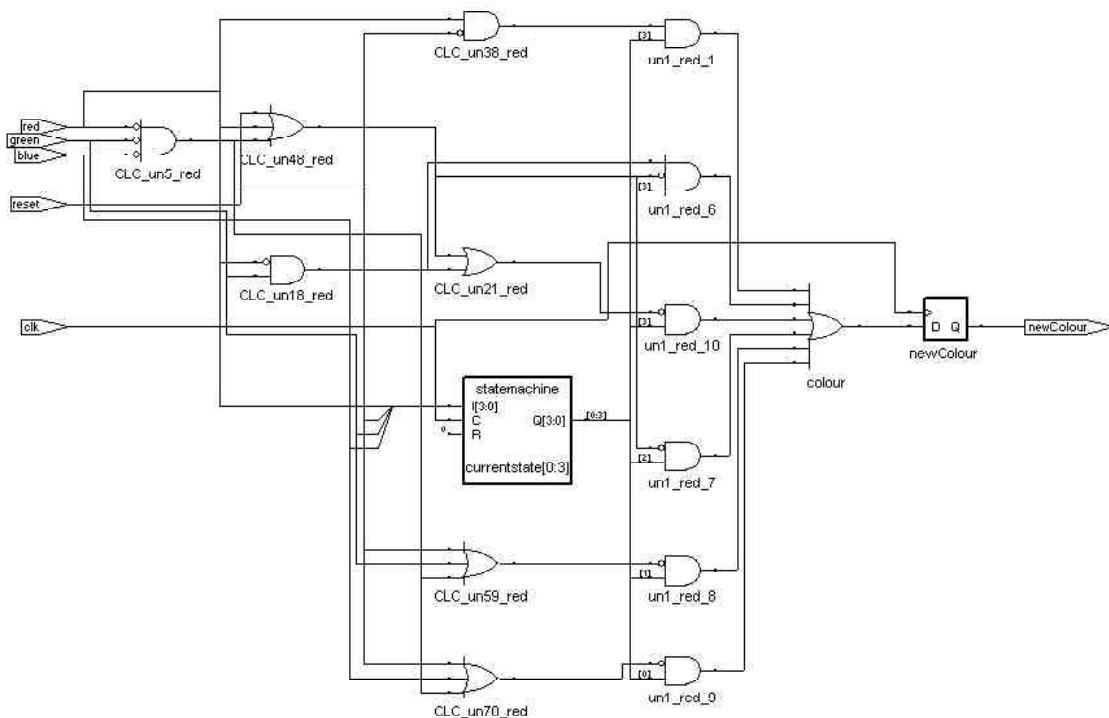 CLC_un38_red
[3]
un1_red_1
red
green
blue
CLC_un5_red
CLC_un48_red
[3]
un1_red_6
reset
CLC_un18_red
CLC_un21_red
clk
[3]
un1_red_10
colour
D Q
newColour
newColour
statemachine
I[3:0]
C
R
Q[3:0]
currentstate[0:3]
0
[0:3]
[2]
un1_red_7
CLC_un59_red
[1]
un1_red_8
CLC_un70_red
[0]
un1_red_9